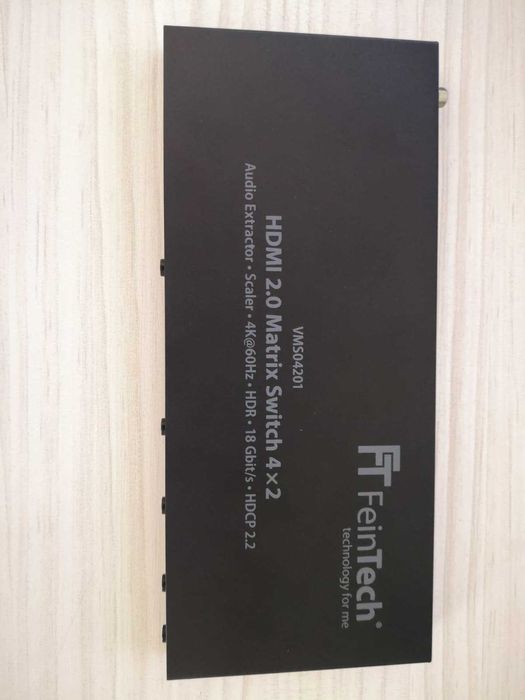 FT FeinTech®
technology for me
VMS04201
HDMI 2.0 Matrix Switch 4×2
Audio Extractor • Scaler • 4K@60Hz • HDR • 18 Gbit/s • HDCP 2.2